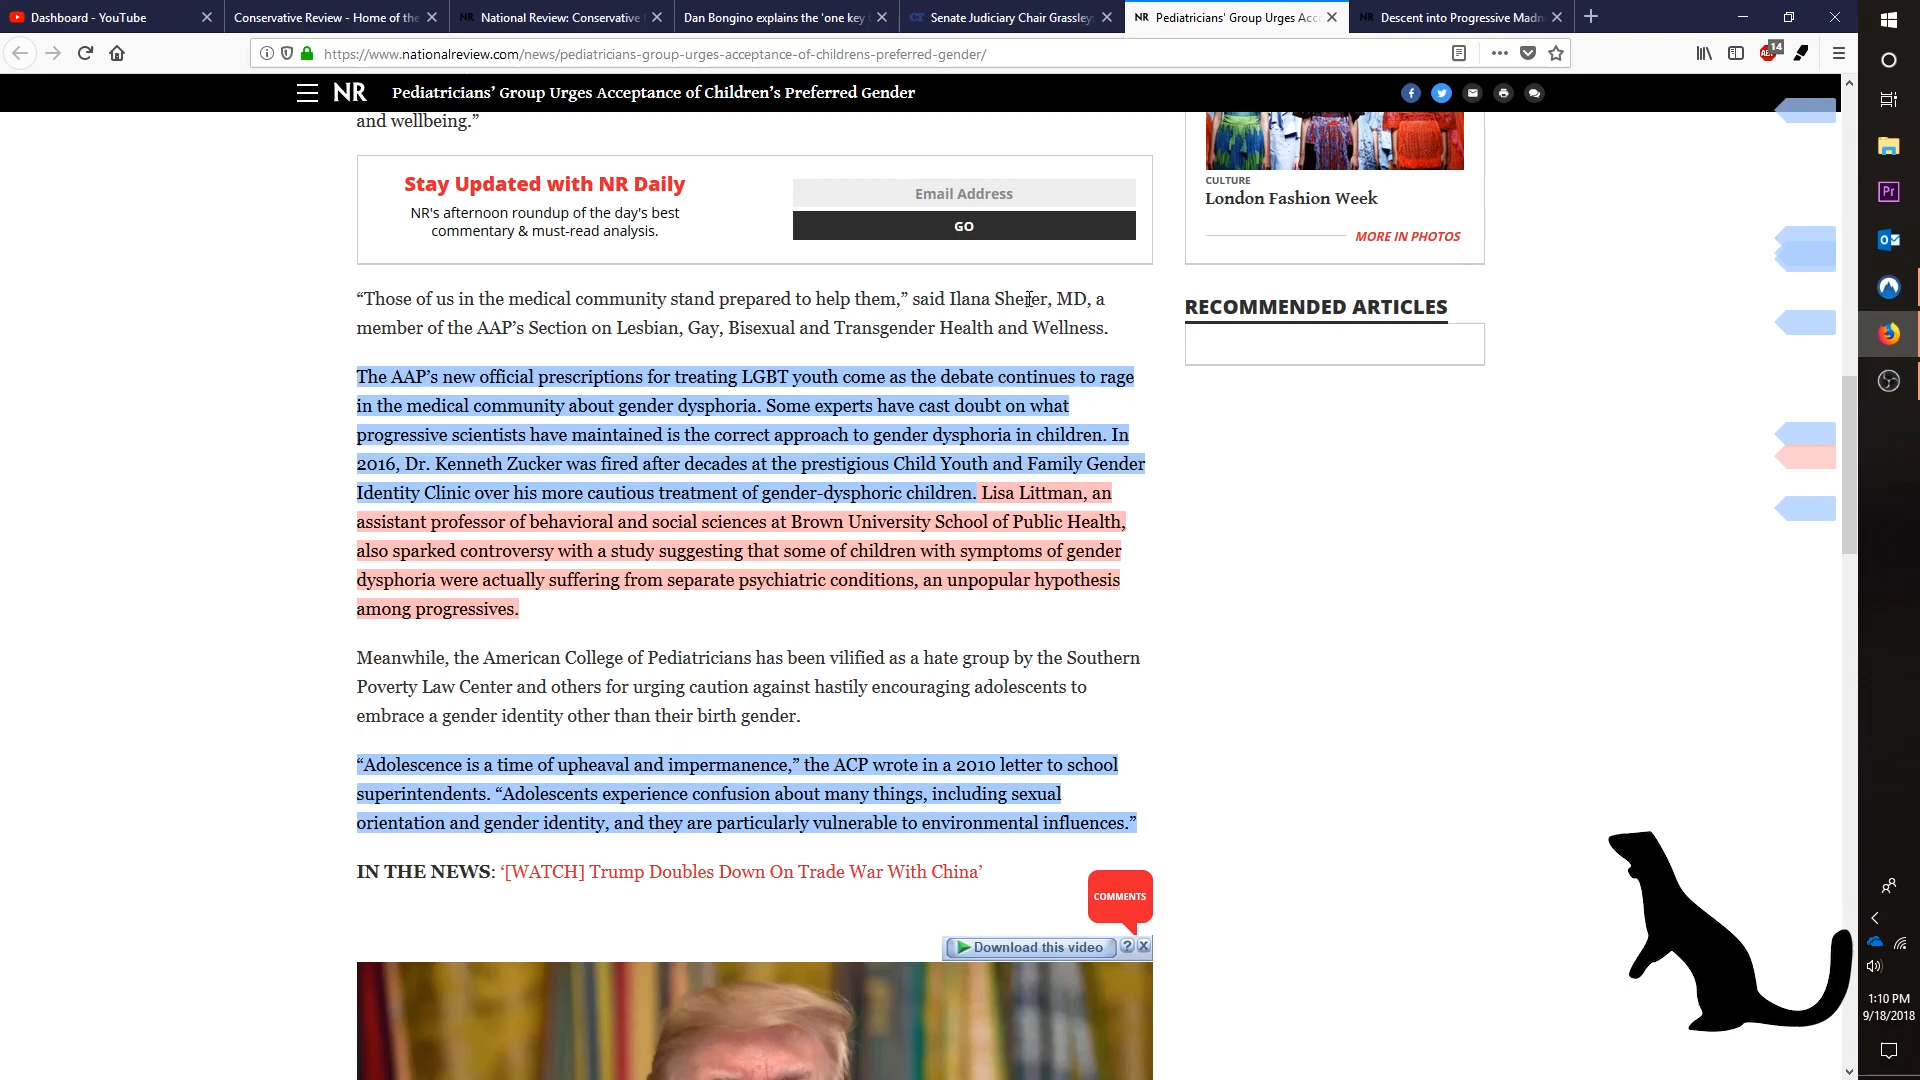 Dashboard - YouTube
Conservative Review - Home of the
NR National Review: Conservative
Dan Bongino explains the 'one key
Senate Judiciary Chair Grassley:
NR Pediatricians' Group Urges Acc
NR Descent into Progressive Madn
https://www.nationalreview.com/news/pediatricians-group-urges-acceptance-of-childrens-preferred-gender/
14
NR Pediatricians’ Group Urges Acceptance of Children’s Preferred Gender
and wellbeing.”
Stay Updated with NR Daily
NR's afternoon roundup of the day's best
commentary & must-read analysis.
Email Address
GO
CULTURE
London Fashion Week
MORE IN PHOTOS
RECOMMENDED ARTICLES
“Those of us in the medical community stand prepared to help them,” said Ilana Sherer, MD, a
member of the AAP’s Section on Lesbian, Gay, Bisexual and Transgender Health and Wellness.
The AAP’s new official prescriptions for treating LGBT youth come as the debate continues to rage
in the medical community about gender dysphoria. Some experts have cast doubt on what
progressive scientists have maintained is the correct approach to gender dysphoria in children. In
2016, Dr. Kenneth Zucker was fired after decades at the prestigious Child Youth and Family Gender
Identity Clinic over his more cautious treatment of gender-dysphoric children. Lisa Littman, an
assistant professor of behavioral and social sciences at Brown University School of Public Health,
also sparked controversy with a study suggesting that some of children with symptoms of gender
dysphoria were actually suffering from separate psychiatric conditions, an unpopular hypothesis
among progressives.
Meanwhile, the American College of Pediatricians has been vilified as a hate group by the Southern
Poverty Law Center and others for urging caution against hastily encouraging adolescents to
embrace a gender identity other than their birth gender.
“Adolescence is a time of upheaval and impermanence,” the ACP wrote in a 2010 letter to school
superintendents. “Adolescents experience confusion about many things, including sexual
orientation and gender identity, and they are particularly vulnerable to environmental influences.”
IN THE NEWS: ‘[WATCH] Trump Doubles Down On Trade War With China’
COMMENTS
Download this video
Pr
1:10 PM
9/18/2018